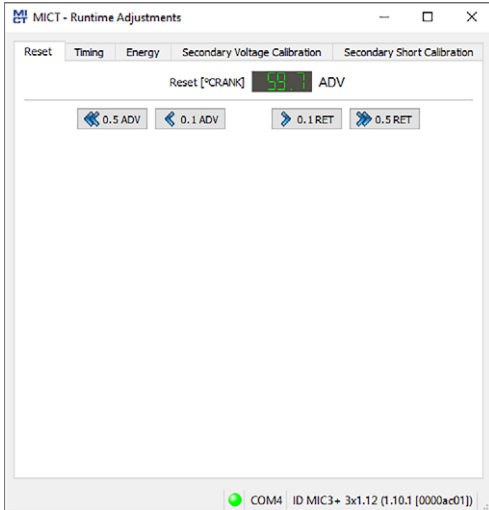 MICT MICT - Runtime Adjustments
Reset Timing Energy Secondary Voltage Calibration Secondary Short Calibration
Reset [°CRANK] 59.7 ADV
0.5 ADV 0.1 ADV 0.1 RET 0.5 RET
COM4 ID MIC3+ 3x1.12 (1.10.1 [0000ac01])